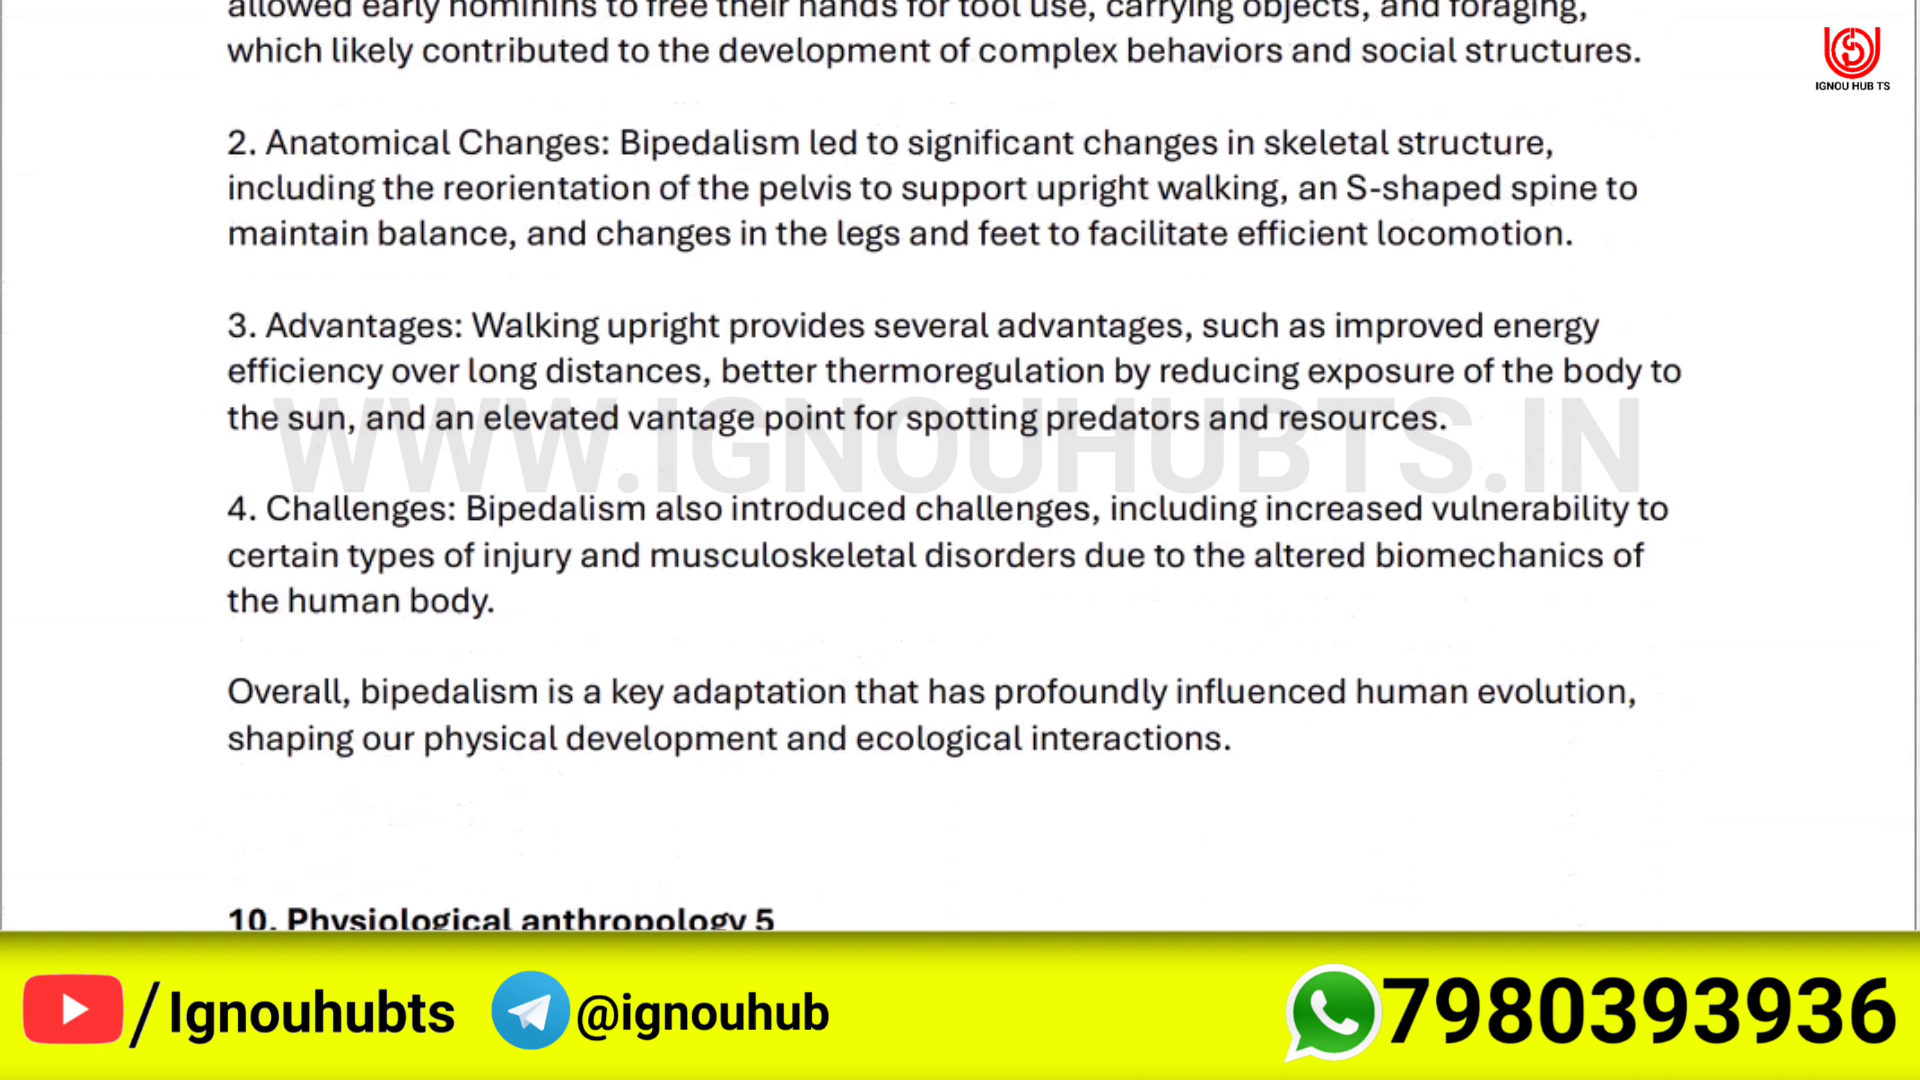 allowed early hominins to free their hands for tool use, carrying objects, and foraging,
which likely contributed to the development of complex behaviors and social structures.
IGNOU HUB TS
2. Anatomical Changes: Bipedalism led to significant changes in skeletal structure,
including the reorientation of the pelvis to support upright walking, an S-shaped spine to
maintain balance, and changes in the legs and feet to facilitate efficient locomotion.
3. Advantages: Walking upright provides several advantages, such as improved energy
efficiency over long distances, better thermoregulation by reducing exposure of the body to
the sun, and an elevated vantage point for spotting predators and resources.
WWW.IGNOUHUBTS.IN
4. Challenges: Bipedalism also introduced challenges, including increased vulnerability to
certain types of injury and musculoskeletal disorders due to the altered biomechanics of
the human body.
Overall, bipedalism is a key adaptation that has profoundly influenced human evolution,
shaping our physical development and ecological interactions.
10. Physiological anthropology 5
/Ignouhubts @ignouhub 7980393936